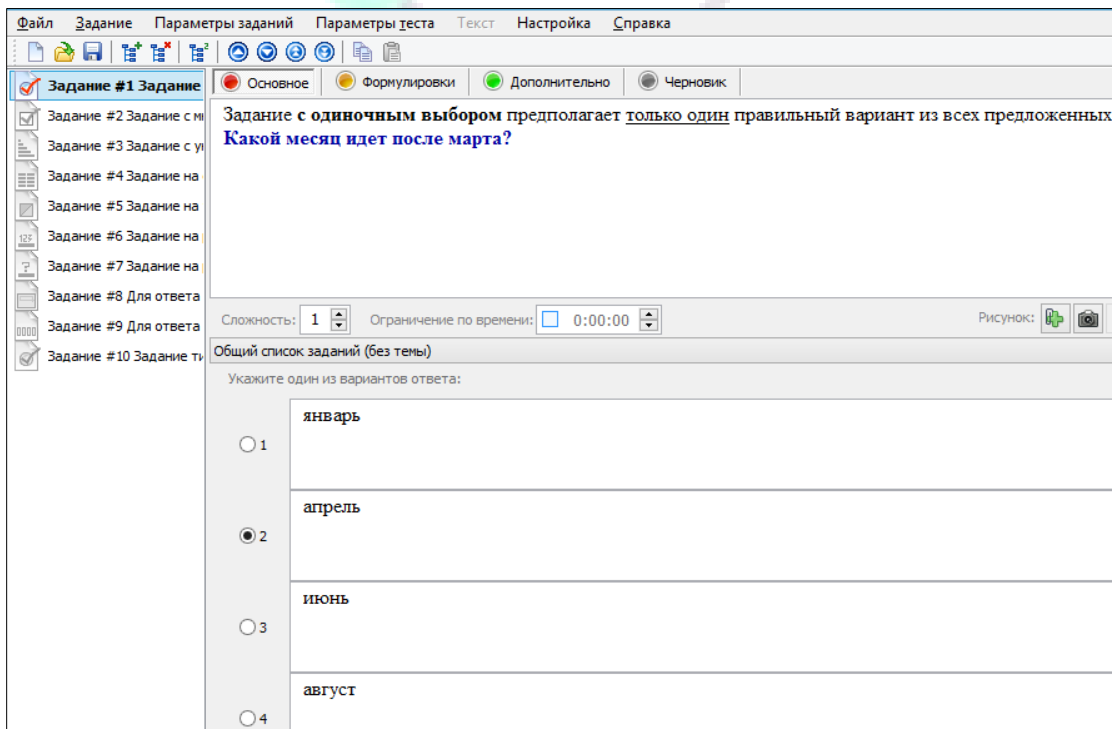 Файл Задание Параметры заданий Параметры теста Текст Настройка Справка
Задание #1 Задание
Задание #2 Задание с
Задание #3 Задание с
Задание #4 Задание на
Задание #5 Задание на
Задание #6 Задание на
Задание #7 Задание на
Задание #8 Для ответа
Задание #9 Для ответа
Задание #10 Задание
Основное Формулировки Дополнительно Черновик
Задание с одиночным выбором предполагает только один правильный вариант из всех предложенных
Какой месяц идет после марта?
Сложность: 1 Ограничение по времени: 0:00:00 Рисунок:
Общий список заданий (без темы)
Укажите один из вариантов ответа:
январь
1
апрель
2
июнь
3
август
4